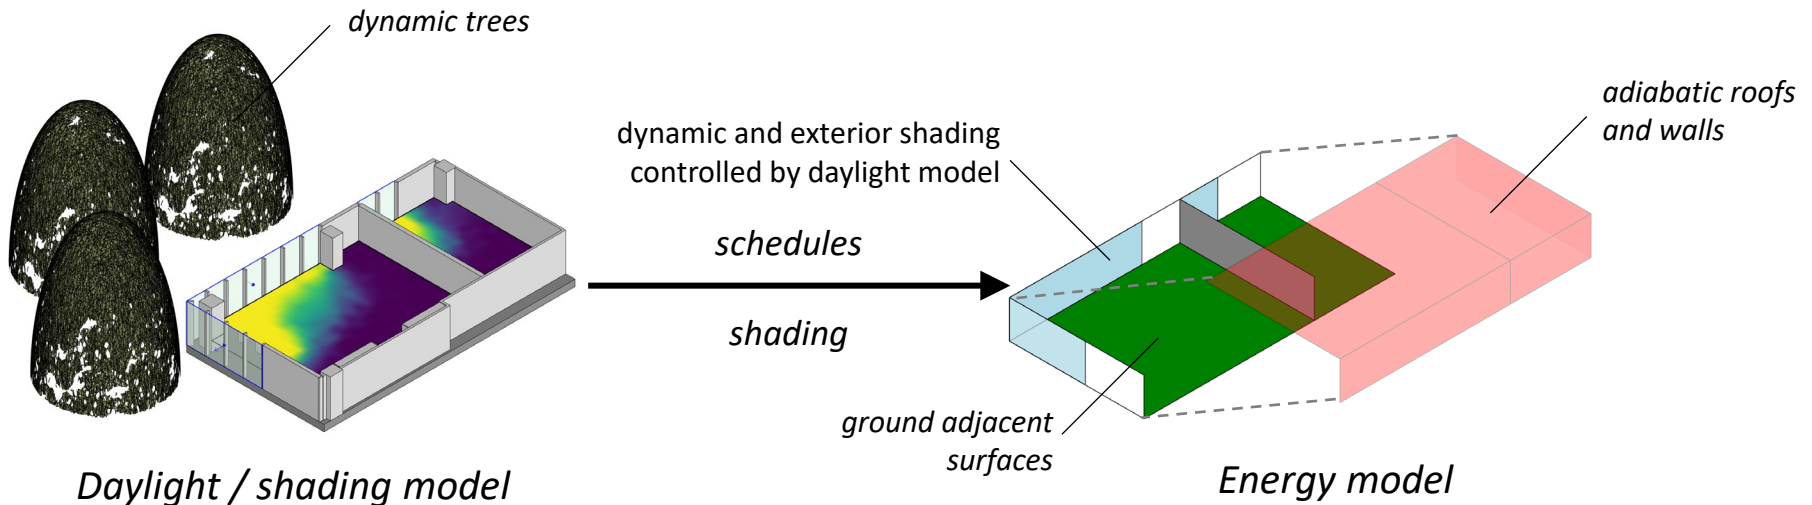 dynamic trees
dynamic and exterior shading
controlled by daylight model
adiabatic roofs
and walls
schedules
shading
ground adjacent
surfaces
Daylight / shading model
Energy model